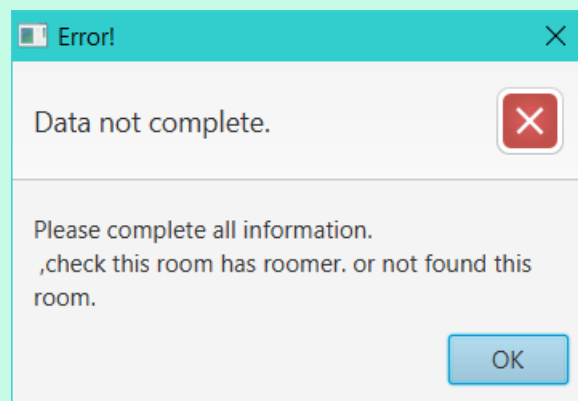 Error!
Data not complete.
Please complete all information.
,check this room has roomer. or not found this
room.
OK